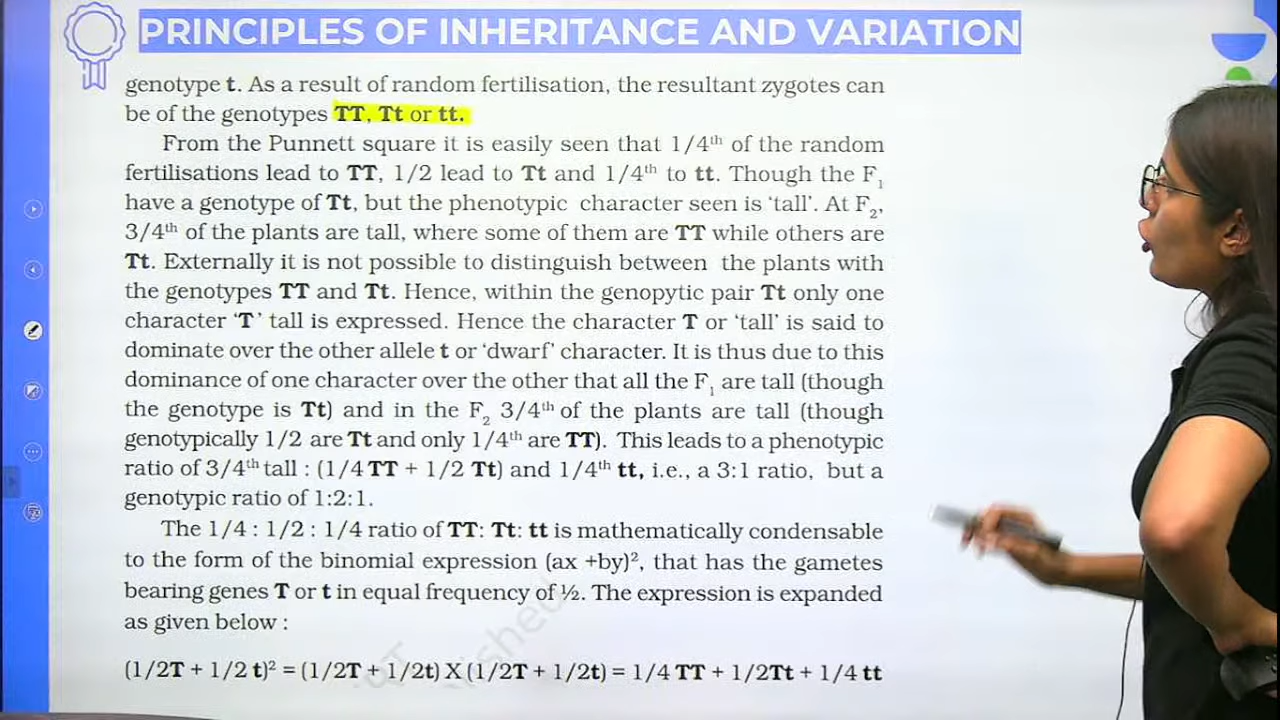 PRINCIPLES OF INHERITANCE AND VARIATION
genotype t. As a result of random fertilisation, the resultant zygotes can
be of the genotypes TT, Tt or tt.
From the Punnett square it is easily seen that 1/4th of the random
fertilisations lead to TT, 1/2 lead to Tt and 1/4th to tt. Though the F1
have a genotype of Tt, but the phenotypic character seen is ‘tall’. At F2,
3/4th of the plants are tall, where some of them are TT while others are
Tt. Externally it is not possible to distinguish between the plants with
the genotypes TT and Tt. Hence, within the genopytic pair Tt only one
character ‘T’ tall is expressed. Hence the character T or ‘tall’ is said to
dominate over the other allele t or ‘dwarf’ character. It is thus due to this
dominance of one character over the other that all the F1 are tall (though
the genotype is Tt) and in the F2 3/4th of the plants are tall (though
genotypically 1/2 are Tt and only 1/4th are TT). This leads to a phenotypic
ratio of 3/4th tall : (1/4 TT + 1/2 Tt) and 1/4th tt, i.e., a 3:1 ratio, but a
genotypic ratio of 1:2:1.
The 1/4 : 1/2 : 1/4 ratio of TT: Tt: tt is mathematically condensable
to the form of the binomial expression (ax +by)², that has the gametes
bearing genes T or t in equal frequency of ½. The expression is expanded
as given below :
(1/2T + 1/2 t)² = (1/2T + 1/2t) X (1/2T + 1/2t) = 1/4 TT + 1/2Tt + 1/4 tt